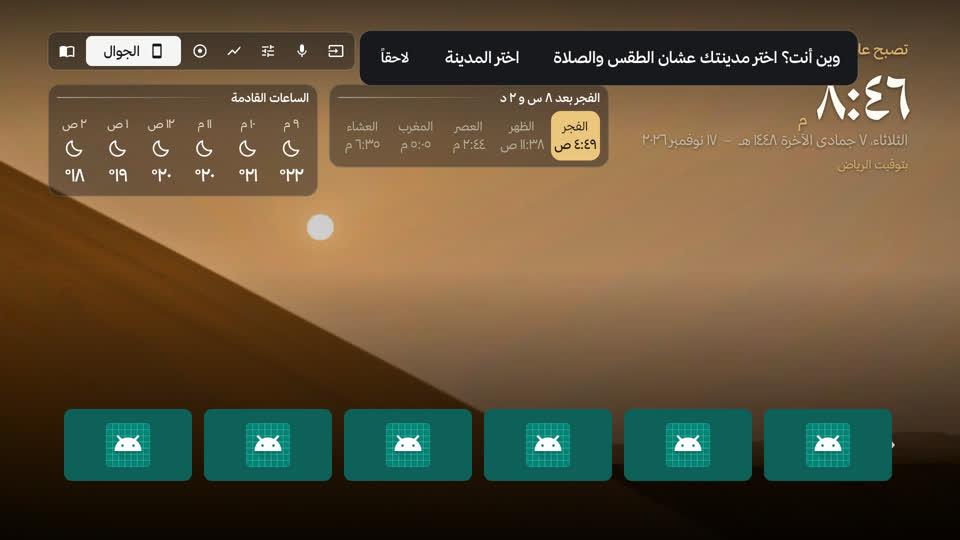 تصبح عا
وين أنت؟ اختر مدينتك عشان الطقس والصلاة
اختر المدينة
لاحقاً
الجوال
٨:٤٦ م
الثلاثاء، ٧ جمادى الآخرة ١٤٤٨ هـ – ١٧ نوفمبر ٢٠٢٦
بتوقيت الرياض
الفجر بعد ٨ س و ٢ د
الفجر الظهر العصر المغرب العشاء
٤:٤٩ ص ١١:٣٨ ص ٢:٤٤ م ٥:٠٥ م ٦:٣٥ م
الساعات القادمة
٩ م ١٠ م ١١ م ١٢ ص ١ ص ٢ ص
٢٢° ٢١° ٢٠° ٢٠° ١٩° ١٨°